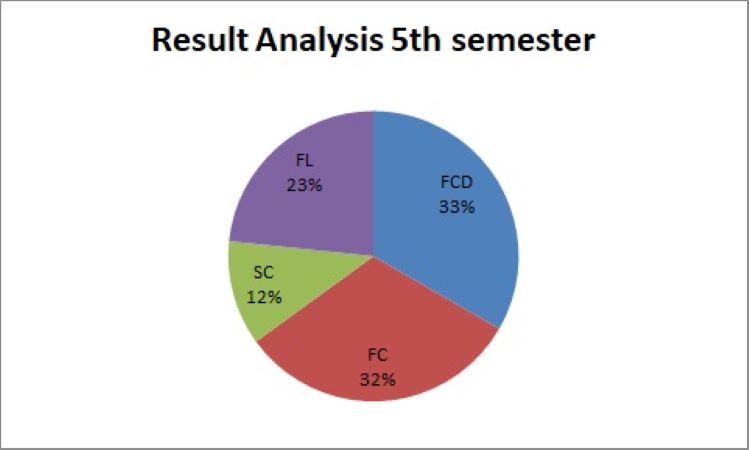 Result Analysis 5th semester
FL
23%
FCD
33%
SC
12%
FC
32%